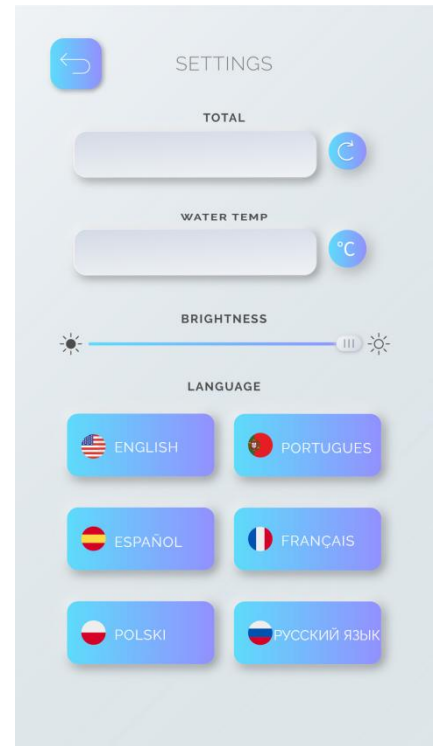 SETTINGS
TOTAL
WATER TEMP
°C
BRIGHTNESS
LANGUAGE
ENGLISH
PORTUGUES
ESPAÑOL
FRANÇAIS
POLSKI
РУССКИЙ ЯЗЫК